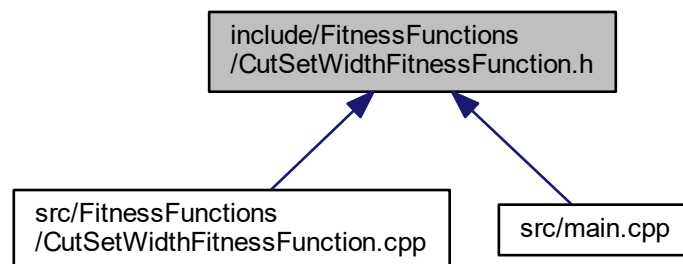 include/FitnessFunctions
/CutSetWidthFitnessFunction.h
src/FitnessFunctions
/CutSetWidthFitnessFunction.cpp
src/main.cpp